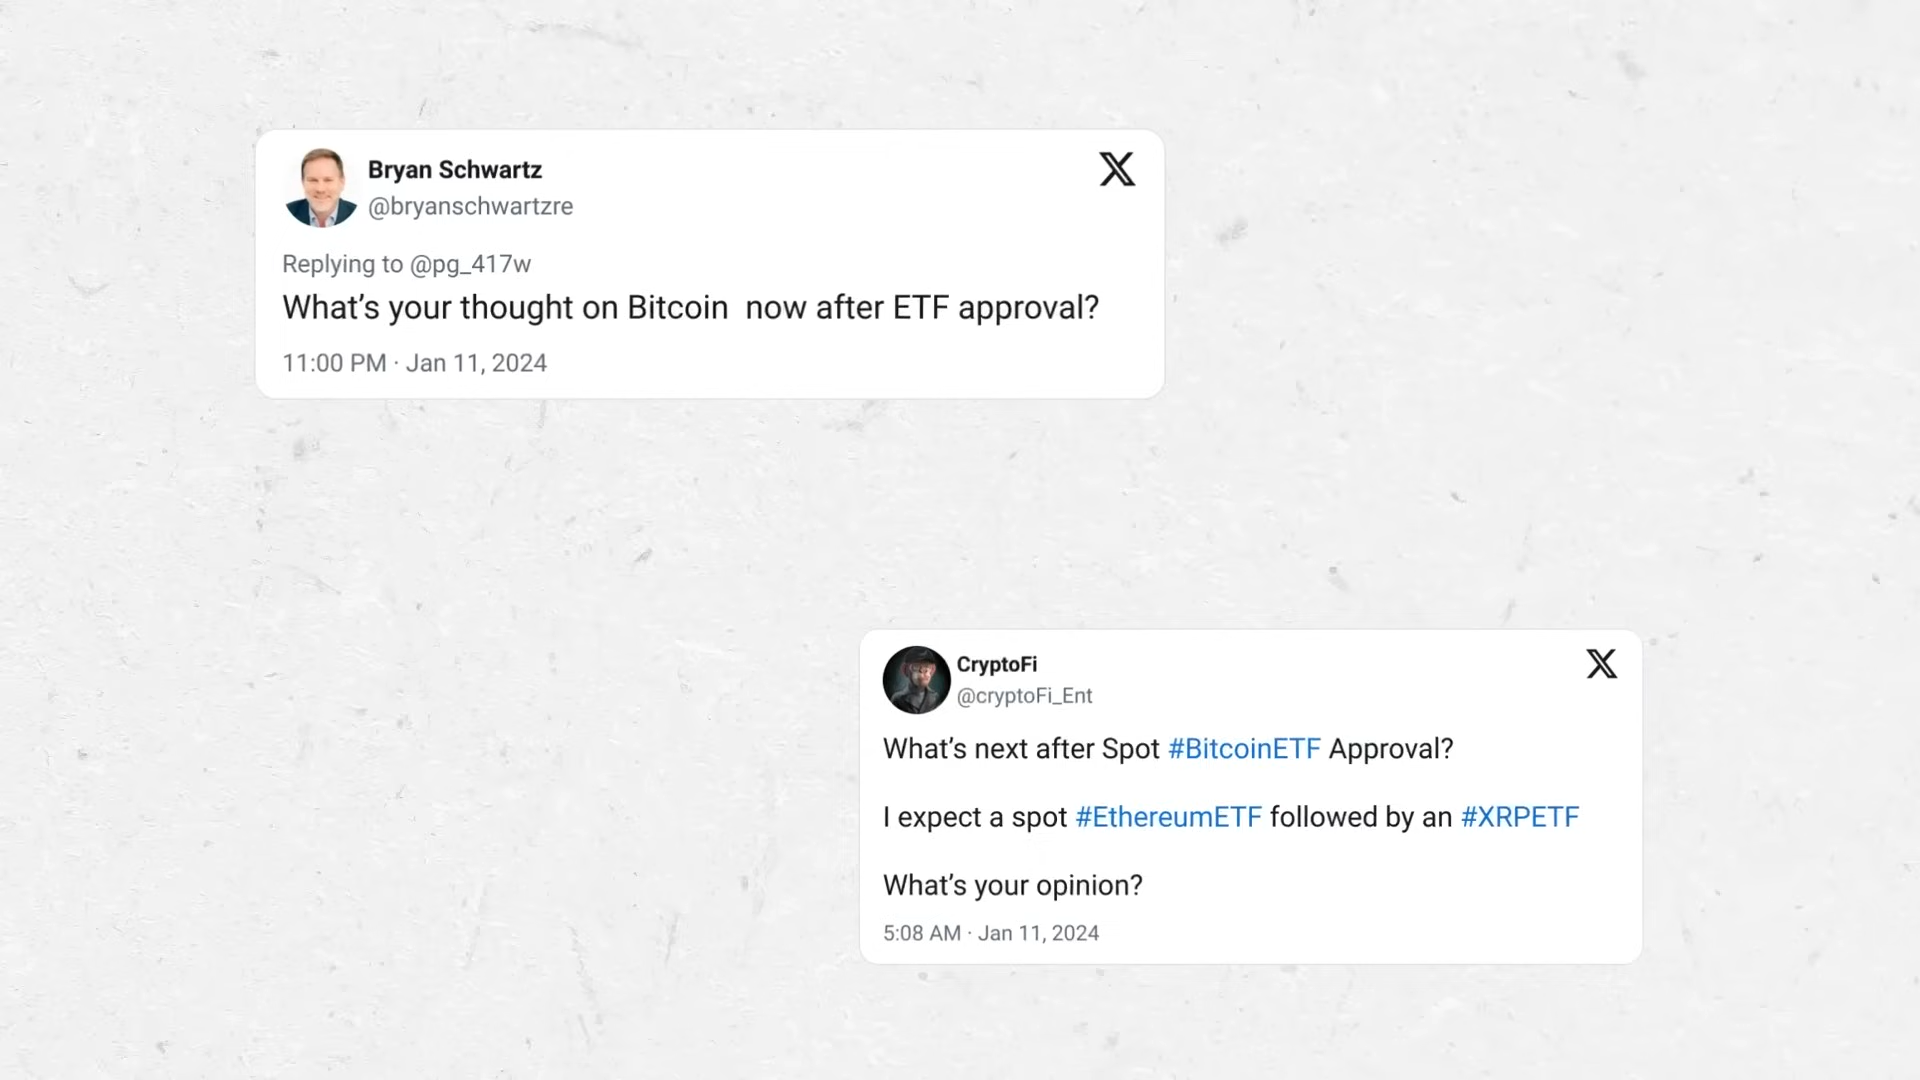 Bryan Schwartz
@bryanschwartzre
Replying to @pg_417w
What’s your thought on Bitcoin  now after ETF approval?
11:00 PM · Jan 11, 2024
CryptoFi
@cryptoFi_Ent
What’s next after Spot #BitcoinETF Approval?
I expect a spot #EthereumETF followed by an #XRPETF
What’s your opinion?
5:08 AM · Jan 11, 2024